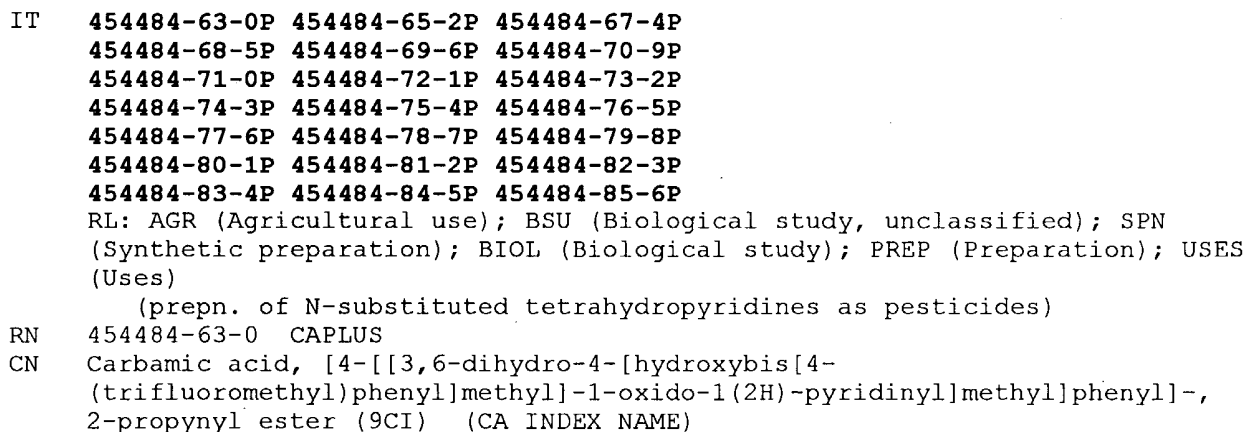 IT 454484-63-0P 454484-65-2P 454484-67-4P
454484-68-5P 454484-69-6P 454484-70-9P
454484-71-0P 454484-72-1P 454484-73-2P
454484-74-3P 454484-75-4P 454484-76-5P
454484-77-6P 454484-78-7P 454484-79-8P
454484-80-1P 454484-81-2P 454484-82-3P
454484-83-4P 454484-84-5P 454484-85-6P
RL: AGR (Agricultural use); BSU (Biological study, unclassified); SPN
(Synthetic preparation); BIOL (Biological study); PREP (Preparation); USES
(Uses)
(prepn. of N-substituted tetrahydropyridines as pesticides)
RN 454484-63-0 CAPLUS
CN Carbamic acid, [4-[[3,6-dihydro-4-[hydroxybis[4-
(trifluoromethyl)phenyl]methyl]-1-oxido-1(2H)-pyridinyl]methyl]phenyl]-,
2-propynyl ester (9CI) (CA INDEX NAME)